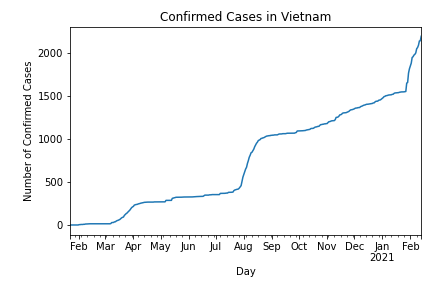 Confirmed Cases in Vietnam
Number of Confirmed Cases
2000
1500
1000
500
0
Feb Mar Apr May Jun Jul Aug Sep Oct Nov Dec Jan Feb
2021
Day